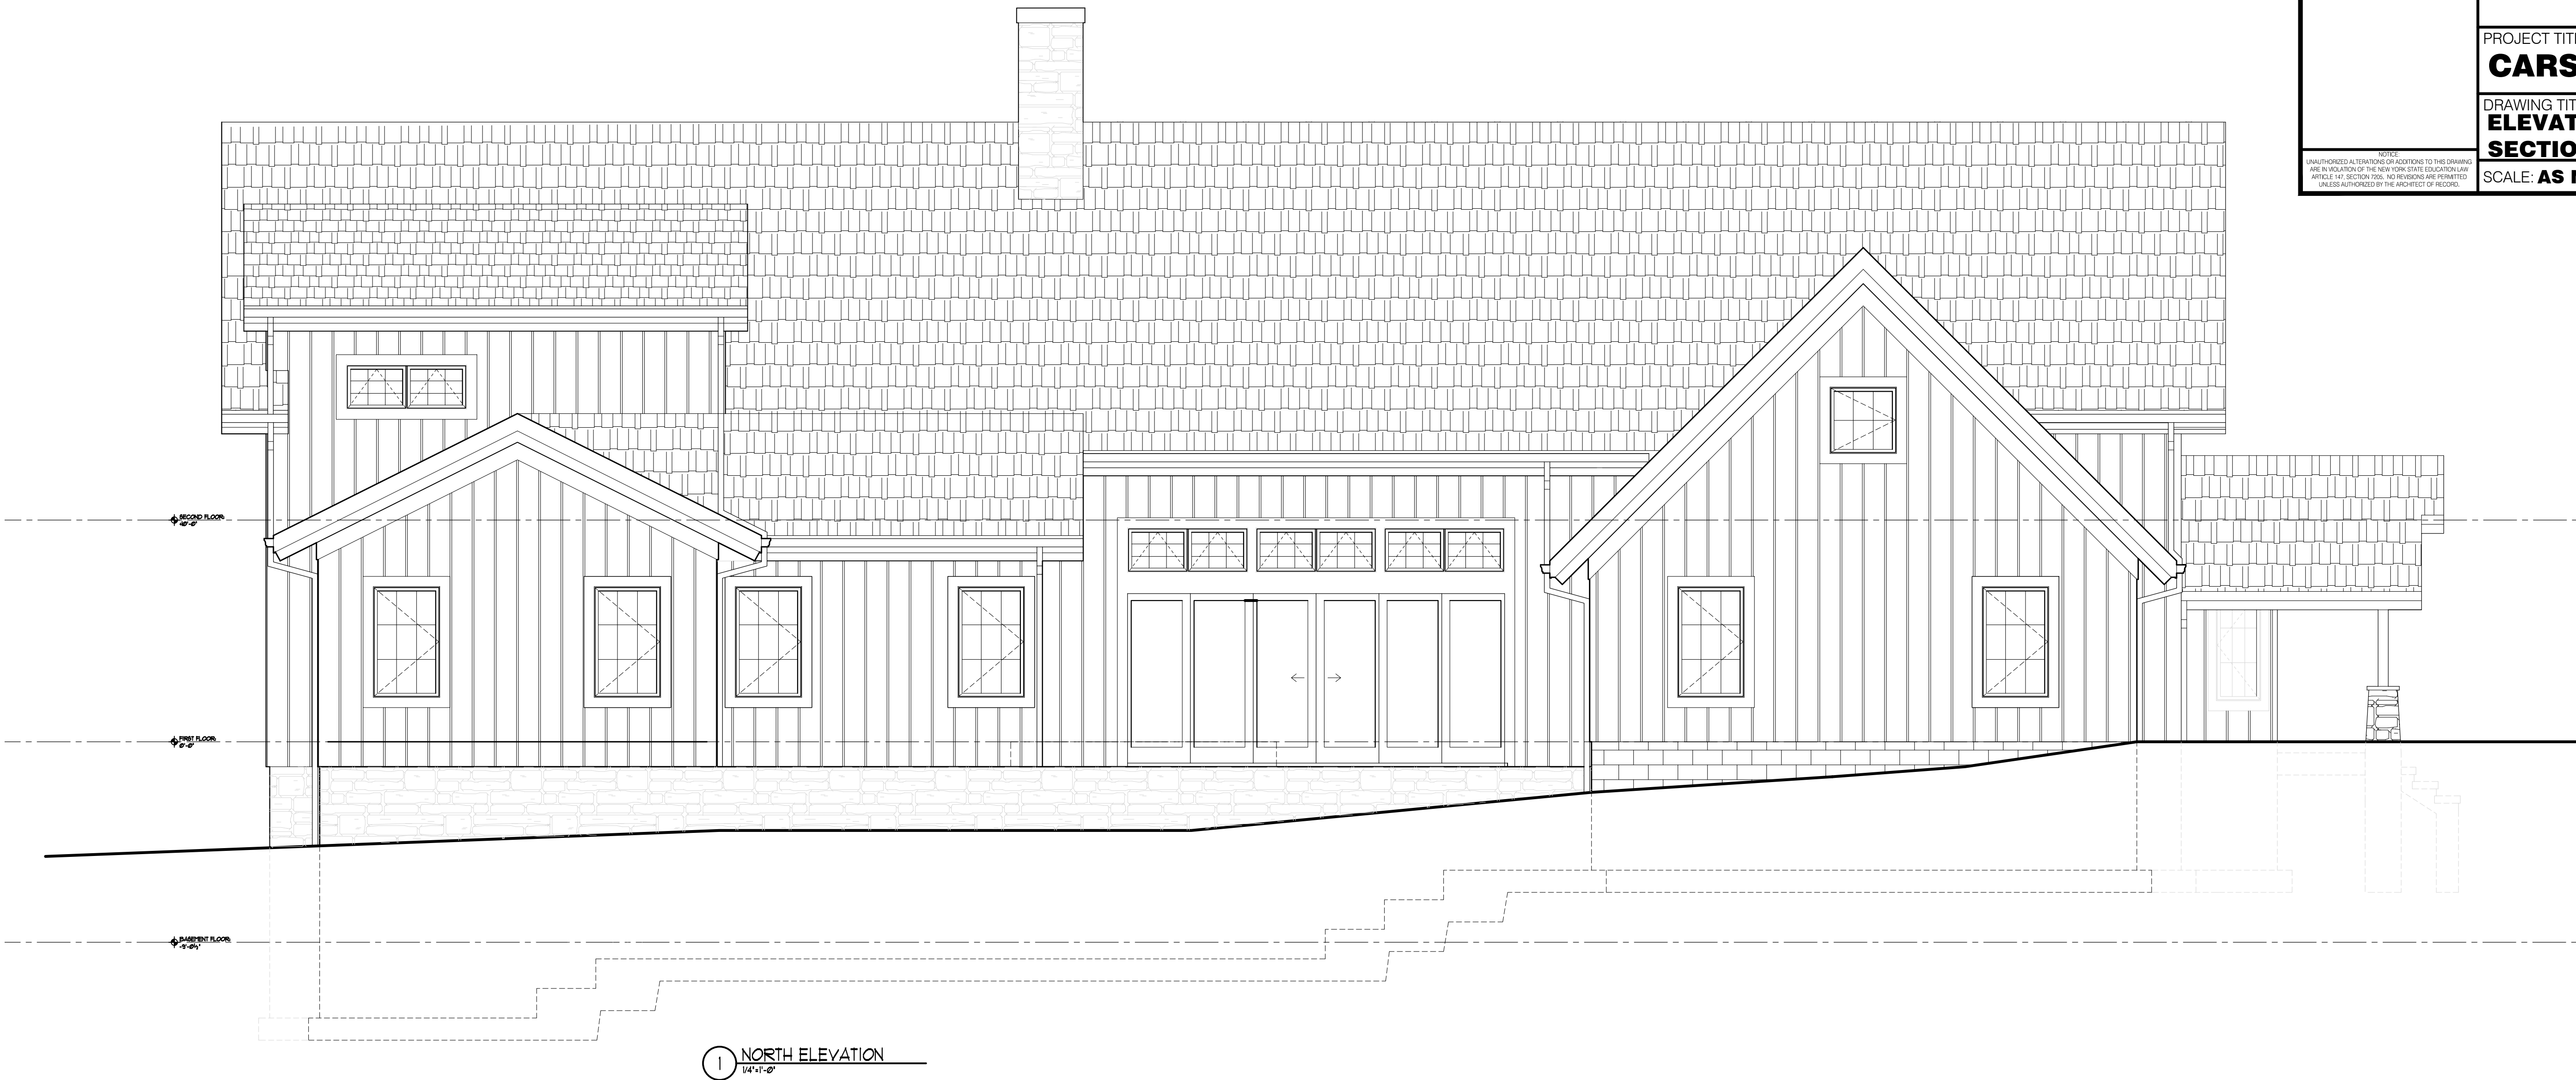 PROJECT TIT
CARS
DRAWING TIT
ELEVAT
SECTIO
SCALE: AS
NOTICE:
UNAUTHORIZED ALTERATIONS OR ADDITIONS TO THIS DRAWING
ARE IN VIOLATION OF THE NEW YORK STATE EDUCATION LAW
ARTICLE 147, SECTION 7205. NO REVISIONS ARE PERMITTED
UNLESS AUTHORIZED BY THE ARCHITECT OF RECORD.
SECOND FLOOR:
FIRST FLOOR:
0'-0"
BASEMENT FLOOR:
1 NORTH ELEVATION
1/4"=1'-0"